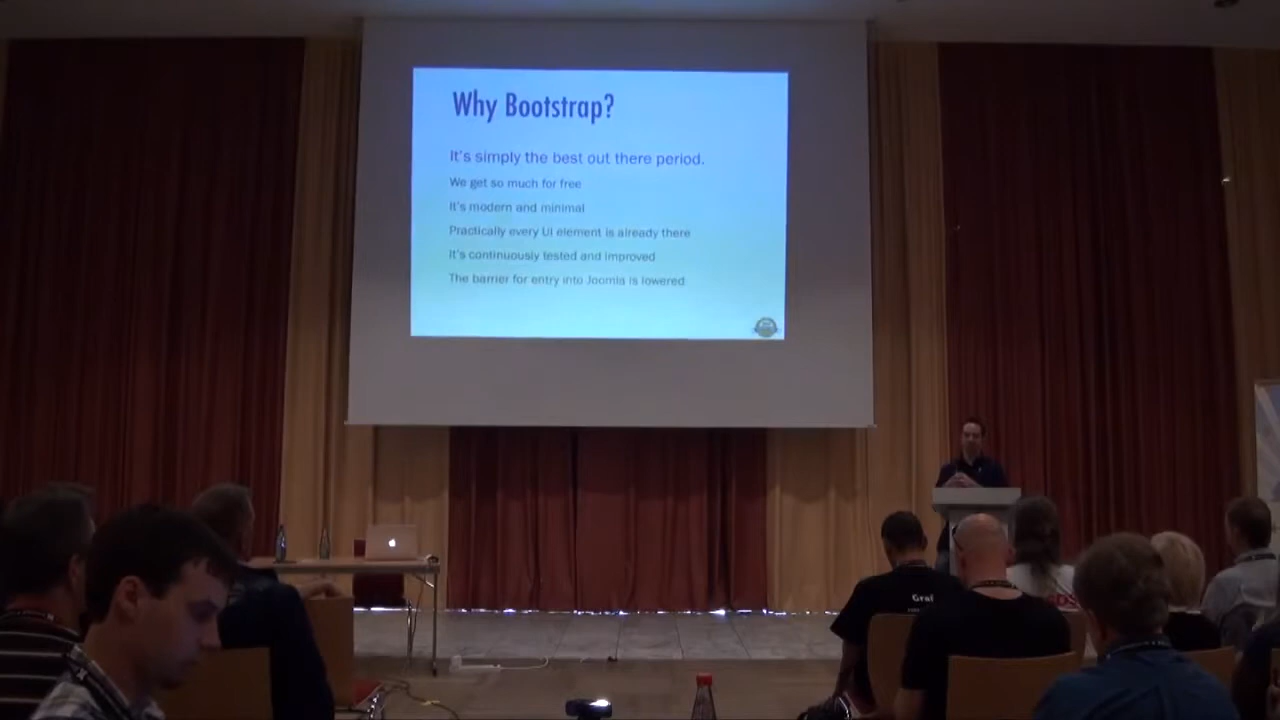 Why Bootstrap?
It's simply the best out there period.
We get so much for free
It's modern and minimal
Practically every UI element is already there
It's continuously tested and improved
The barrier for entry into Joomla is lowered